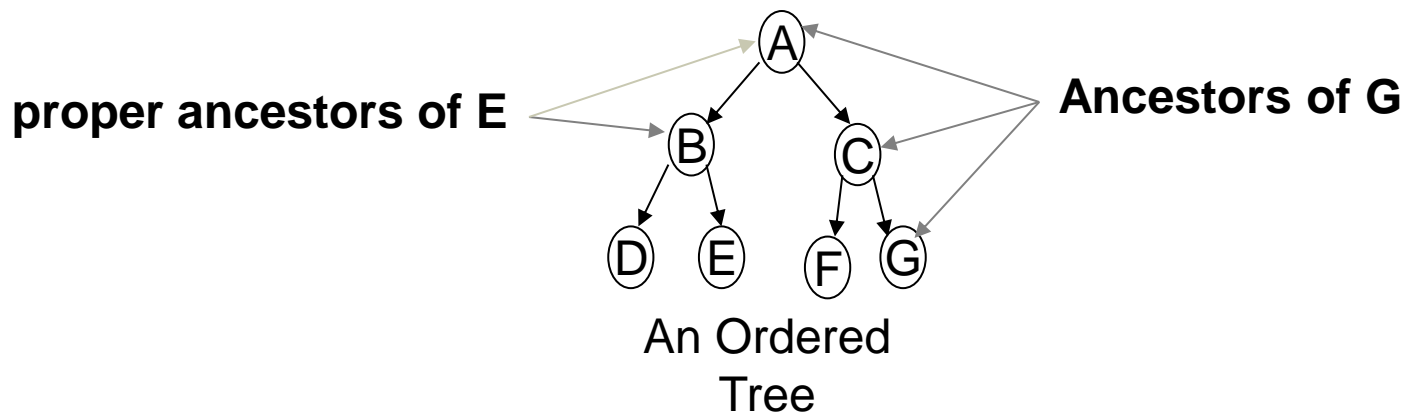 A
proper ancestors of E
Ancestors of G
B
C
D
E
F
G
An Ordered
Tree